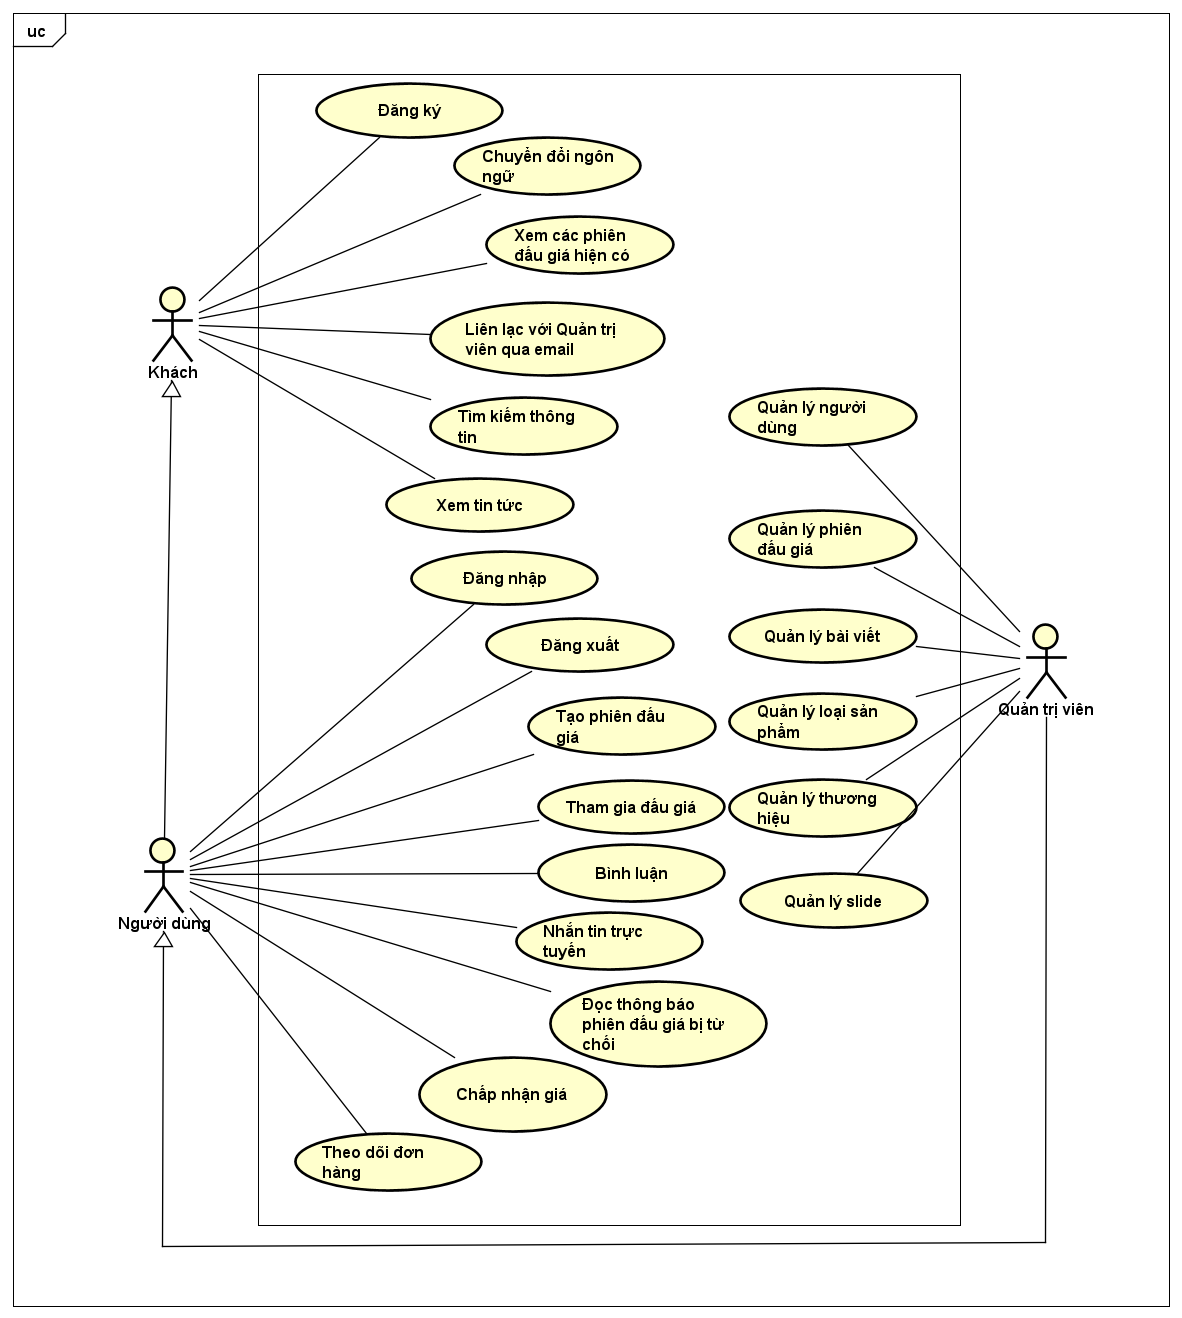 uc
Đăng ký
Chuyển đổi ngôn
ngữ
Xem các phiên
đấu giá hiện có
Liên lạc với Quản trị
viên qua email
Khách
Tìm kiếm thông
tin
Xem tin tức
Quản lý người
dùng
Quản lý phiên
đấu giá
Đăng nhập
Đăng xuất
Quản lý bài viết
Quản trị viên
Tạo phiên đấu
giá
Quản lý loại sản
phẩm
Tham gia đấu giá
Quản lý thương
hiệu
Bình luận
Quản lý slide
Người dùng
Nhắn tin trực
tuyến
Đọc thông báo
phiên đấu giá bị từ
chối
Chấp nhận giá
Theo dõi đơn
hàng